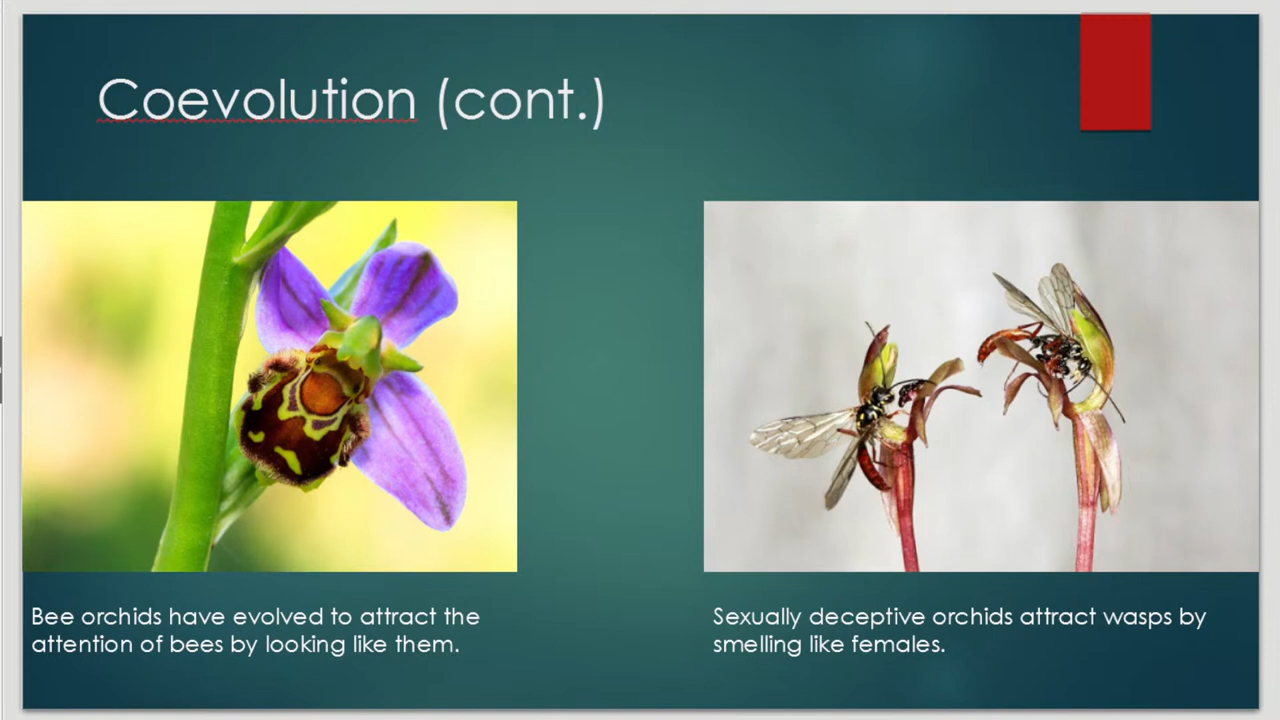 Coevolution (cont.)
Bee orchids have evolved to attract the
attention of bees by looking like them.
Sexually deceptive orchids attract wasps by
smelling like females.